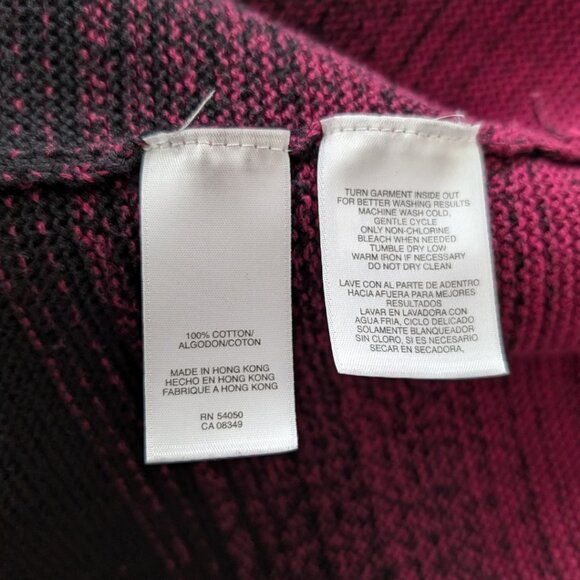 100% COTTON/
ALGODON/COTON
MADE IN HONG KONG
HECHO EN HONG KONG
FABRIQUE A HONG KONG
RN 54050
CA 08349
TURN GARMENT INSIDE OUT
FOR BETTER WASHING RESULTS
MACHINE WASH COLD,
GENTLE CYCLE
ONLY NON-CHLORINE
BLEACH WHEN NEEDED
TUMBLE DRY LOW
WARM IRON IF NECESSARY
DO NOT DRY CLEAN
LAVE CON AL PARTE DE ADENTRO
HACIA AFUERA PARA MEJORES
RESULTADOS
LAVAR EN LAVADORA CON
AGUA FRIA, CICLO DELICADO
SOLAMENTE BLANQUEADOR
SIN CLORO, SI ES NECESARIO
SECAR EN SECADORA,